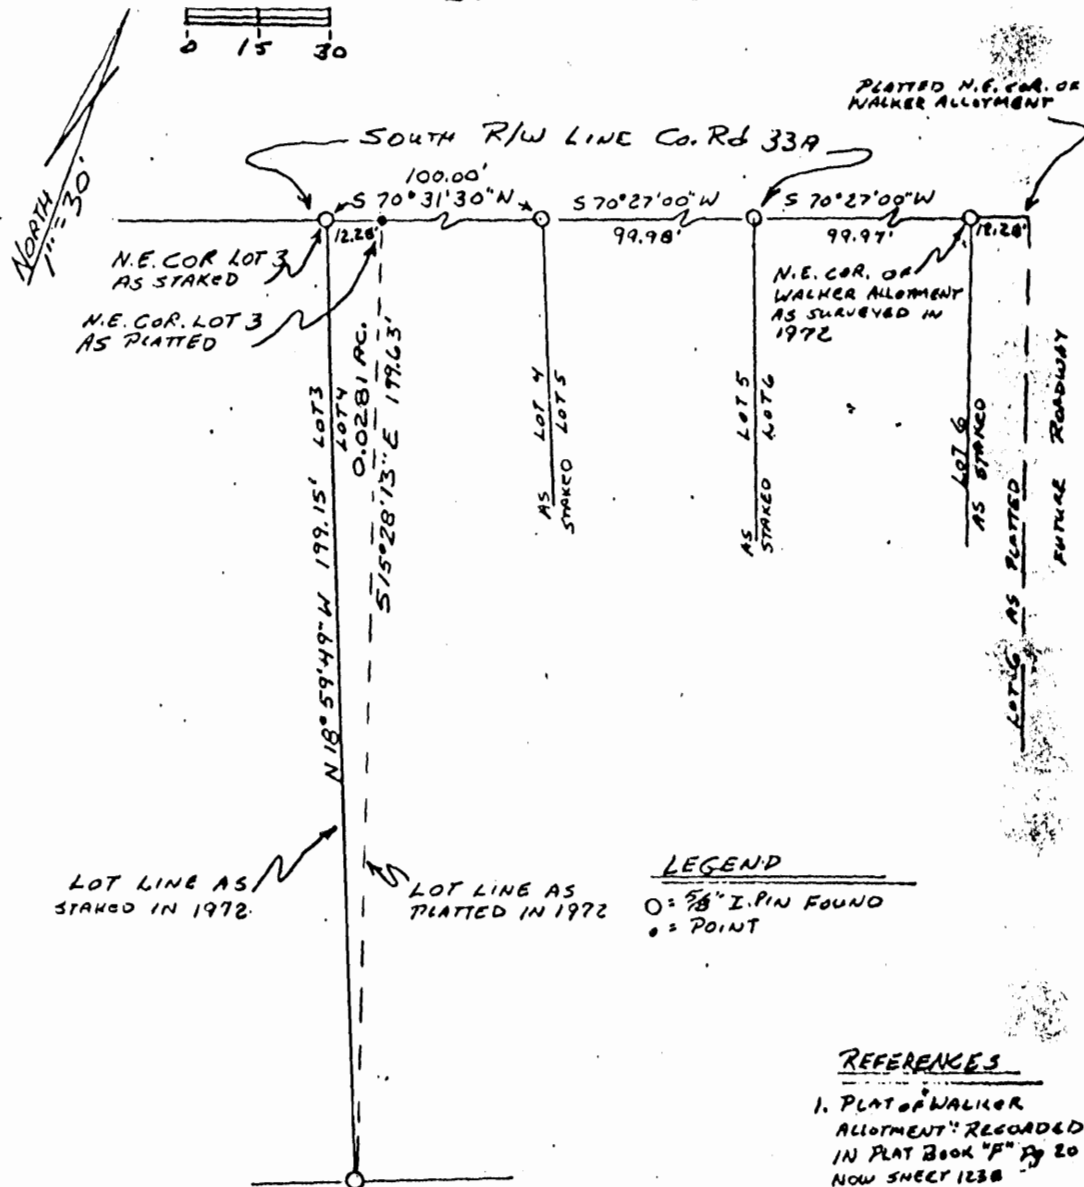 0 15 30
NORTH
1"=30'
PLATTED N.E. COR. OF
WALKER ALLOTMENT
SOUTH R/W LINE Co. Rd 33A
100.00'
S 70°31'30"N
S 70°27'00"W
S 70°27'00"W
12.28'
99.98'
99.97'
12.28'
N.E. COR LOT 3
AS STAKED
N.E. COR. LOT 3
AS PLATTED
N.E. COR. OF
WALKER ALLOTMENT
AS SURVEYED IN
1972
N 18°59'49"W 199.15'
LOT 3
LOT 4
0.0281 AC.
S15°28'13"E 199.63'
LOT 4
AS
LOT 5
STAKED
LOT 5
AS
LOT 6
STAKED
LOT 6
AS STAKED
LOT 6 AS PLATTED
FUTURE ROADWAY
LOT LINE AS
STAKED IN 1972
LOT LINE AS
PLATTED IN 1972
LEGEND
O = 5/8" I. PIN FOUND
• = POINT
REFERENCES
1. PLAT OF "WALKER
ALLOTMENT" RECORDED
IN PLAT BOOK "F" Pg 20
NOW SHEET 123B